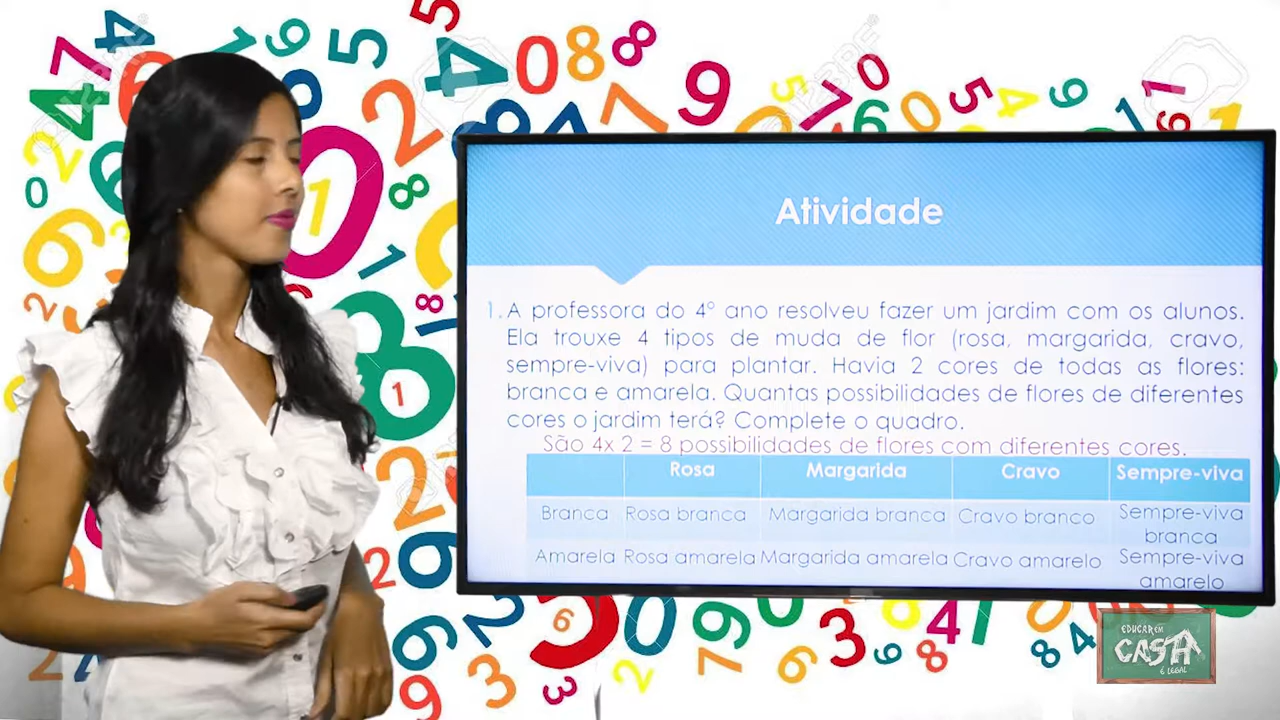 Atividade
1. A professora do 4º ano resolveu fazer um jardim com os alunos.
Ela trouxe 4 tipos de muda de flor (rosa, margarida, cravo,
sempre-viva) para plantar. Havia 2 cores de todas as flores:
branca e amarela. Quantas possibilidades de flores de diferentes
cores o jardim terá? Complete o quadro.
São 4x 2 = 8 possibilidades de flores com diferentes cores.
Rosa Margarida Cravo Sempre-viva
Branca Rosa branca Margarida branca Cravo branco Sempre-viva
branca
Amarela Rosa amarela Margarida amarela Cravo amarelo Sempre-viva
amarelo
EDUCAR EM
CASA
É LEGAL